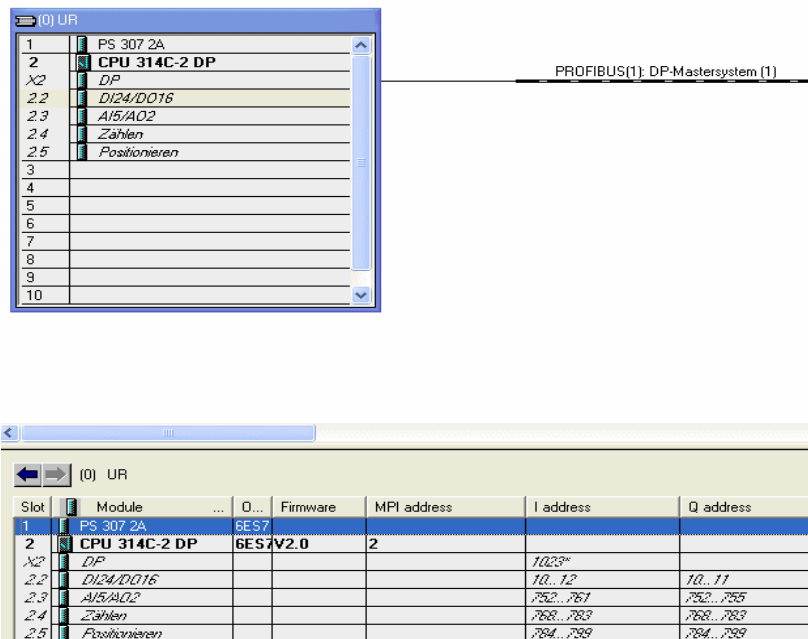 (0) UR
1 PS 307 2A
2 CPU 314C-2 DP
X2 DP
2.2 DI24/DO16
2.3 AI5/AO2
2.4 Zählen
2.5 Positionieren
3
4
5
6
7
8
9
10
PROFIBUS(1): DP-Mastersystem (1)
(0) UR
Slot Module ... O... Firmware MPI address I address Q address
1 PS 307 2A 6ES7
2 CPU 314C-2 DP 6ES7 V2.0 2
X2 DP 1023*
2.2 DI24/DO16 10...12 10...11
2.3 AI5/AO2 752...761 752...755
2.4 Zählen 768...783 768...783
2.5 Positionieren 784...799 784...799